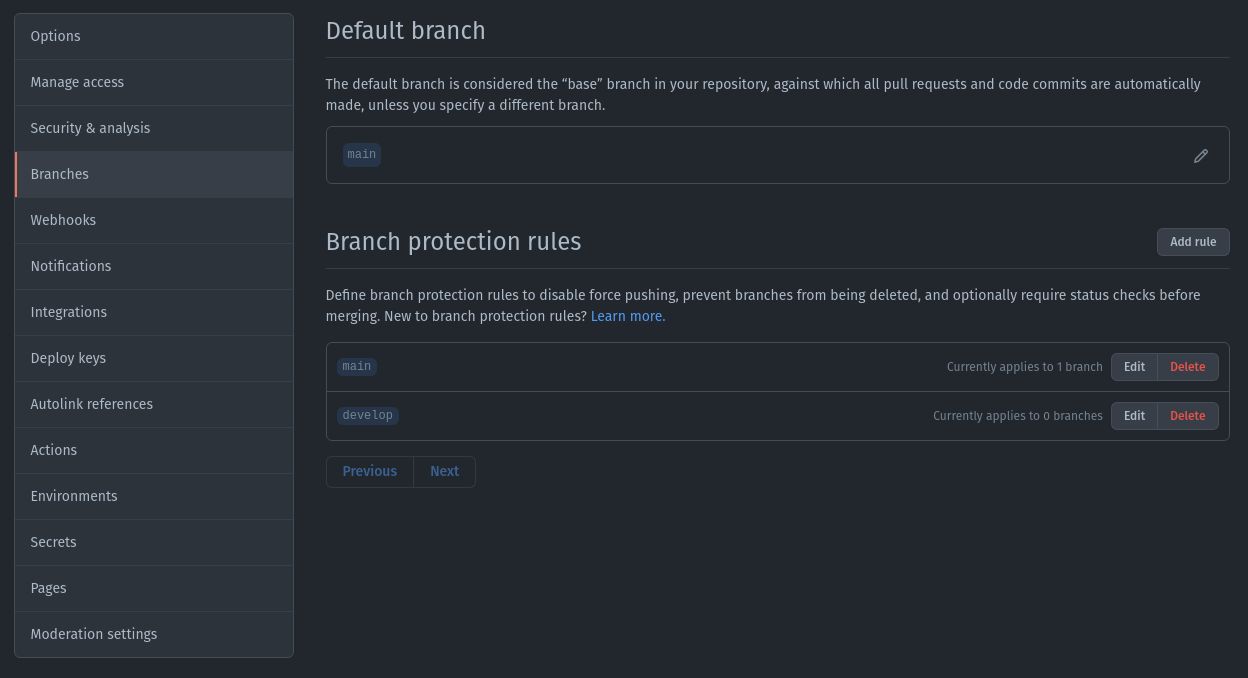 Options
Manage access
Security & analysis
Branches
Webhooks
Notifications
Integrations
Deploy keys
Autolink references
Actions
Environments
Secrets
Pages
Moderation settings
Default branch
The default branch is considered the “base” branch in your repository, against which all pull requests and code commits are automatically
made, unless you specify a different branch.
main
Branch protection rules
Add rule
Define branch protection rules to disable force pushing, prevent branches from being deleted, and optionally require status checks before
merging. New to branch protection rules? Learn more.
main Currently applies to 1 branch Edit Delete
develop Currently applies to 0 branches Edit Delete
Previous Next